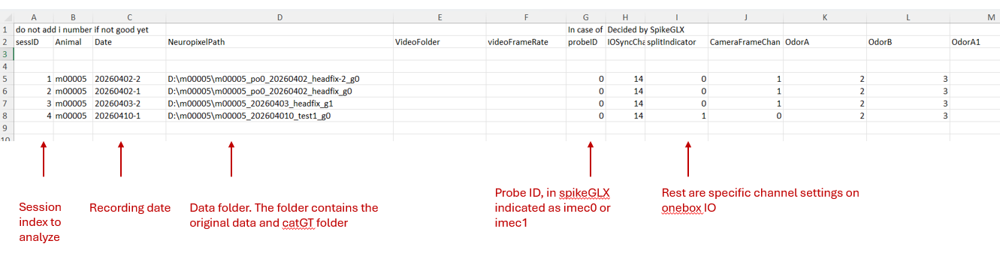 A B C D E F G H I J K L M
1 do not add i number if not good yet In case of Decided by SpikeGLX
2 sessID Animal Date NeuropixelPath VideoFolder videoFrameRate probeID IOSyncCha splitIndicator CameraFrameChan OdorA OdorB OdorA1
3
4
5 1 m00005 20260402-2 D:\m00005\m00005_po0_20260402_headfix-2_g0 0 14 0 1 2 3
6 2 m00005 20260402-1 D:\m00005\m00005_po0_20260402_headfix_g0 0 14 0 1 2 3
7 3 m00005 20260403-2 D:\m00005\m00005_20260403_headfix_g1 0 14 0 1 2 3
8 4 m00005 20260410-1 D:\m00005\m00005_202604010_test1_g0 0 14 1 0 2 3
9
10
Session
index to
analyze
Recording date
Data folder. The folder contains the
original data and catGT folder
Probe ID, in spikeGLX
indicated as imec0 or
imec1
Rest are specific channel settings on
onebox IO